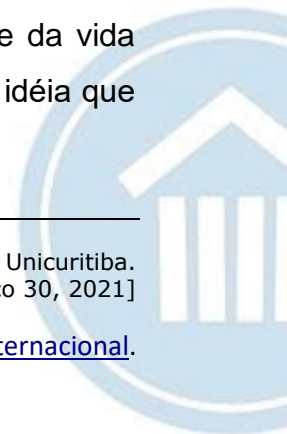 e da vida
idéia que
Unicuritiba.
o 30, 2021]
ternacional.